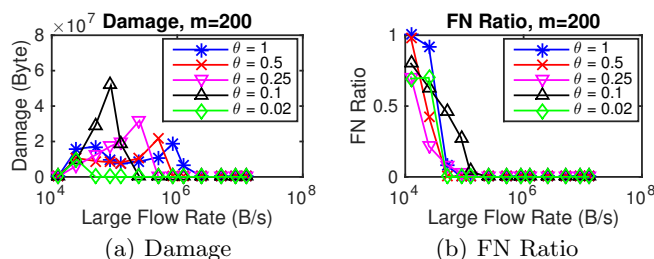 ×10^7
Damage, m=200
8
6
4
2
0
Damage (Byte)
θ = 1
θ = 0.5
θ = 0.25
θ = 0.1
θ = 0.02
10^4 10^6 10^8
Large Flow Rate (B/s)
(a) Damage
FN Ratio, m=200
1
0.5
0
FN Ratio
θ = 1
θ = 0.5
θ = 0.25
θ = 0.1
θ = 0.02
10^4 10^6 10^8
Large Flow Rate (B/s)
(b) FN Ratio